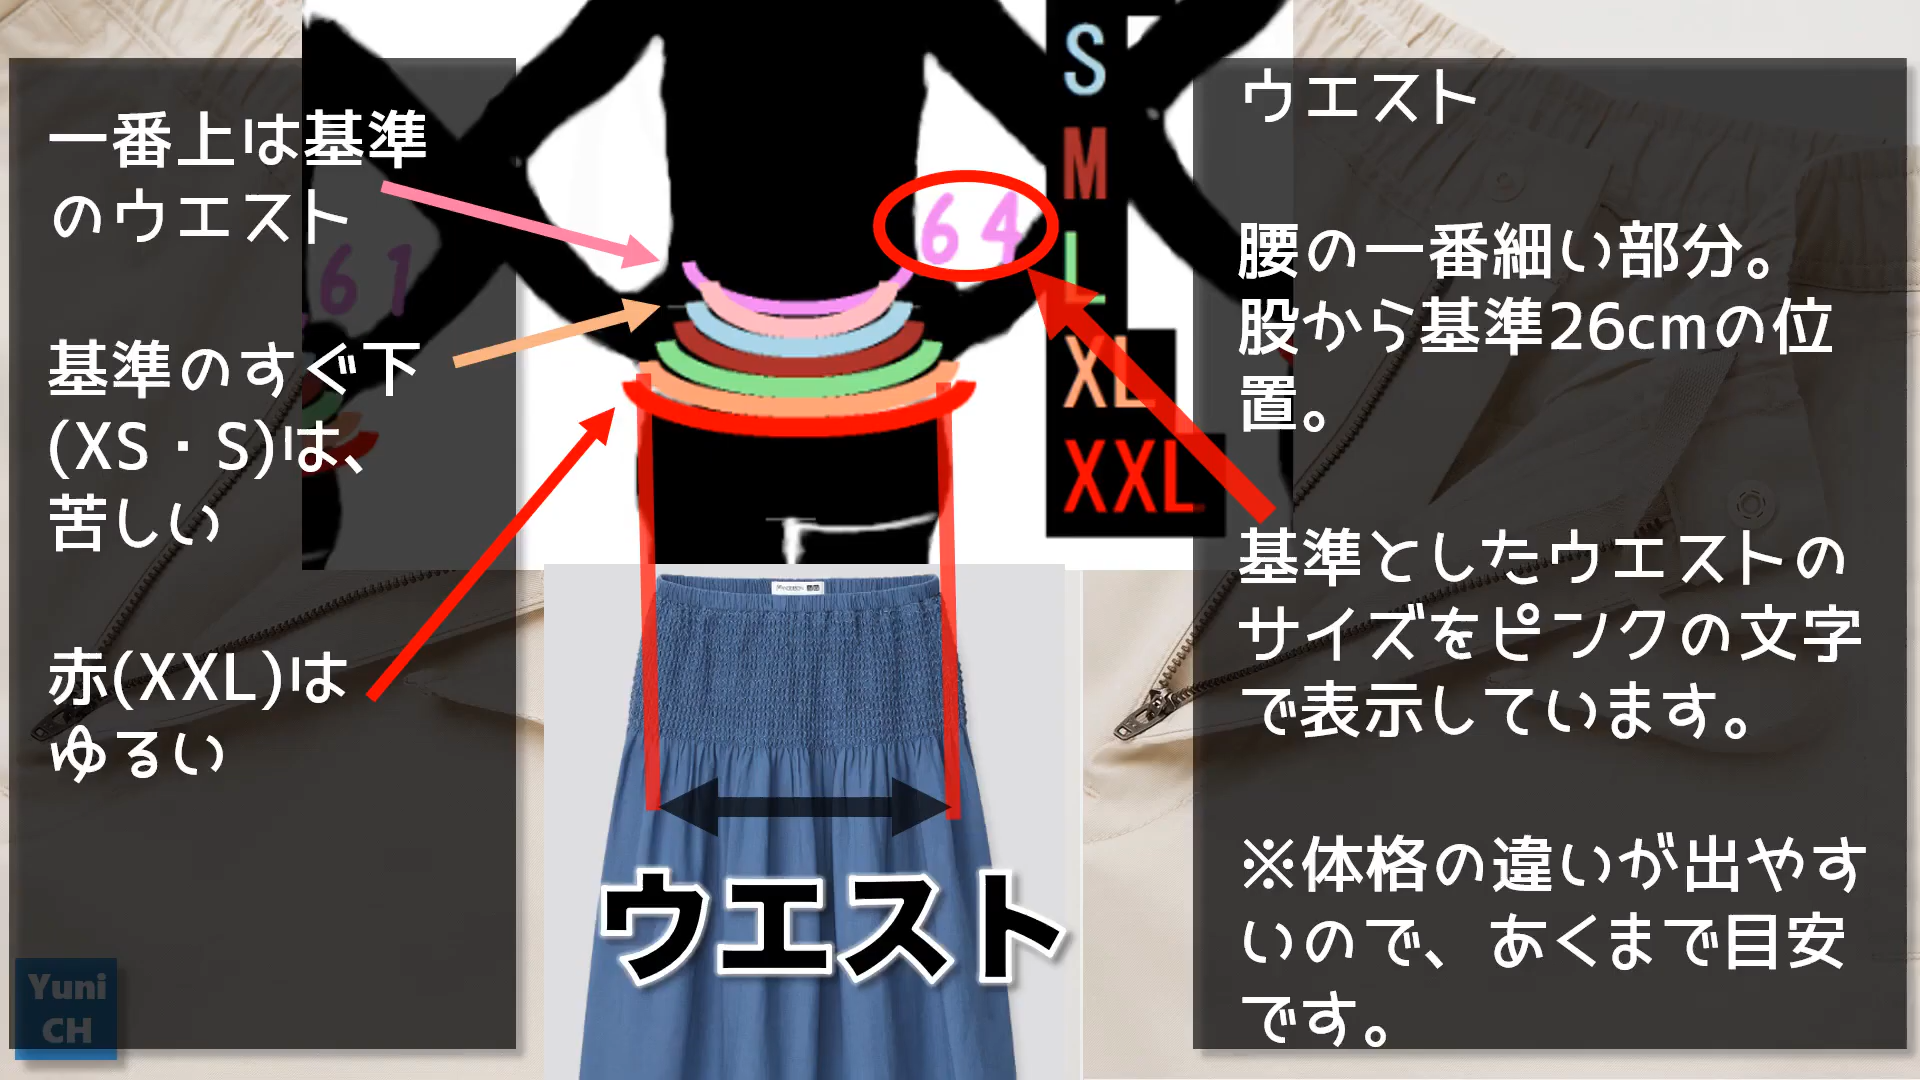 一番上は基準
のウエスト
61
基準のすぐ下
(XS・S)は、
苦しい
赤(XXL)は
ゆるい
Yuni
CH
64
S
M
L
XL
XXL
ウエスト
ウエスト
腰の一番細い部分。
股から基準26cmの位
置。
基準としたウエストの
サイズをピンクの文字
で表示しています。
※体格の違いが出やす
いので、あくまで目安
です。